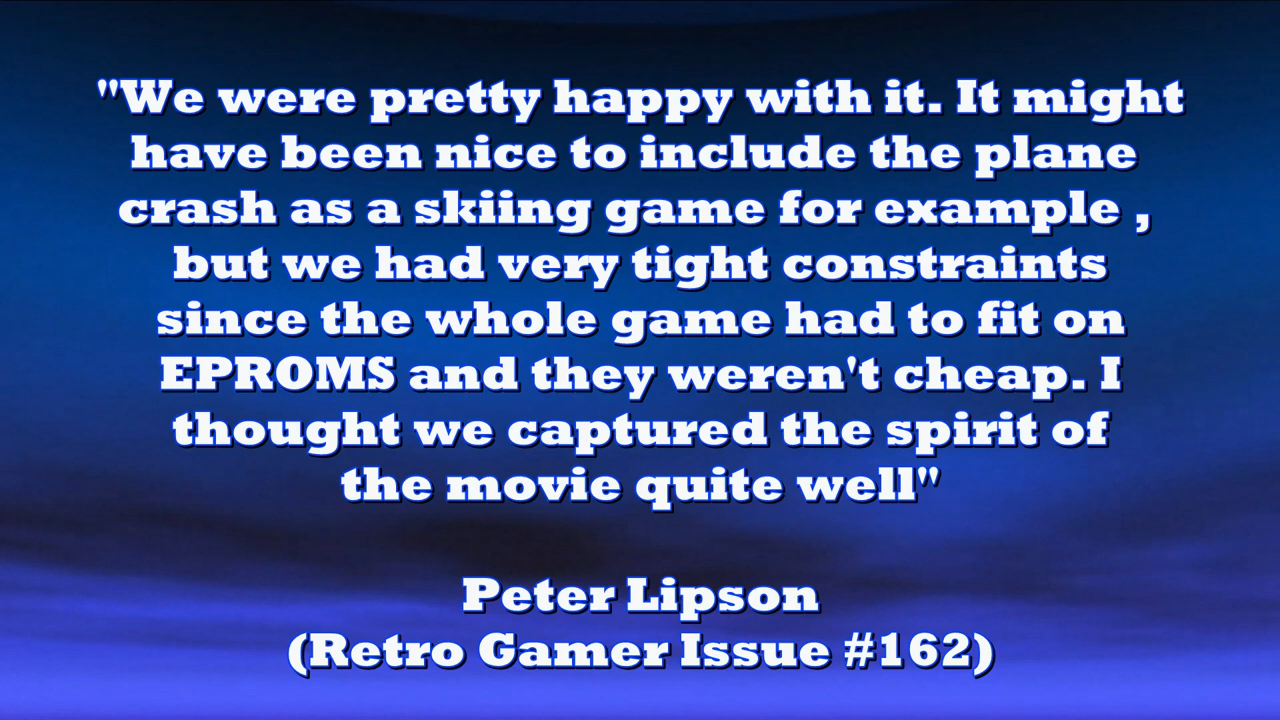 "We were pretty happy with it. It might
have been nice to include the plane
crash as a skiing game for example ,
but we had very tight constraints
since the whole game had to fit on
EPROMS and they weren't cheap. I
thought we captured the spirit of
the movie quite well"
Peter Lipson
(Retro Gamer Issue #162)